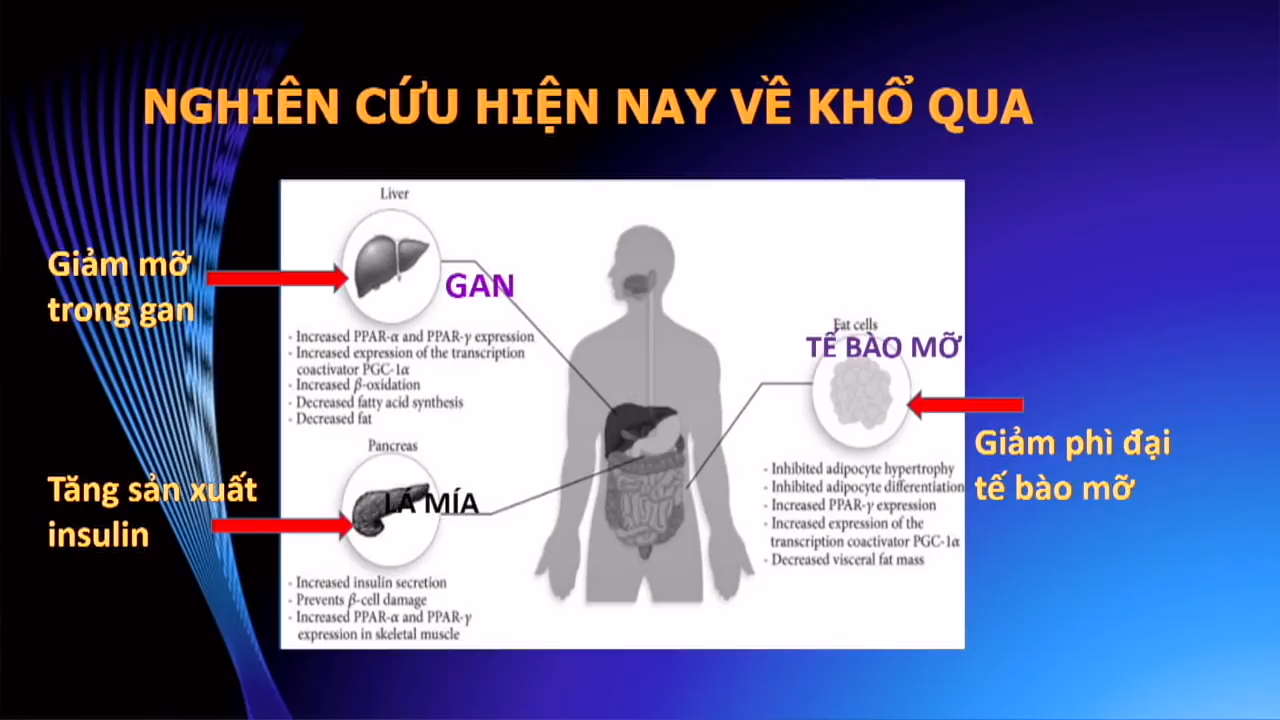 NGHIÊN CỨU HIỆN NAY VỀ KHỔ QUA
Liver
Giảm mỡ
trong gan
GAN
- Increased PPAR-α and PPAR-γ expression
- Increased expression of the transcription
coactivator PGC-1α
- Increased β-oxidation
- Decreased fatty acid synthesis
- Decreased fat
Pancreas
Tăng sản xuất
insulin
LÁ MÍA
- Increased insulin secretion
- Prevents β-cell damage
- Increased PPAR-α and PPAR-γ
expression in skeletal muscle
Fat cells
TẾ BÀO MỠ
Giảm phì đại
tế bào mỡ
- Inhibited adipocyte hypertrophy
- Inhibited adipocyte differentiation
- Increased PPAR-γ expression
- Increased expression of the
transcription coactivator PGC-1α
- Decreased visceral fat mass